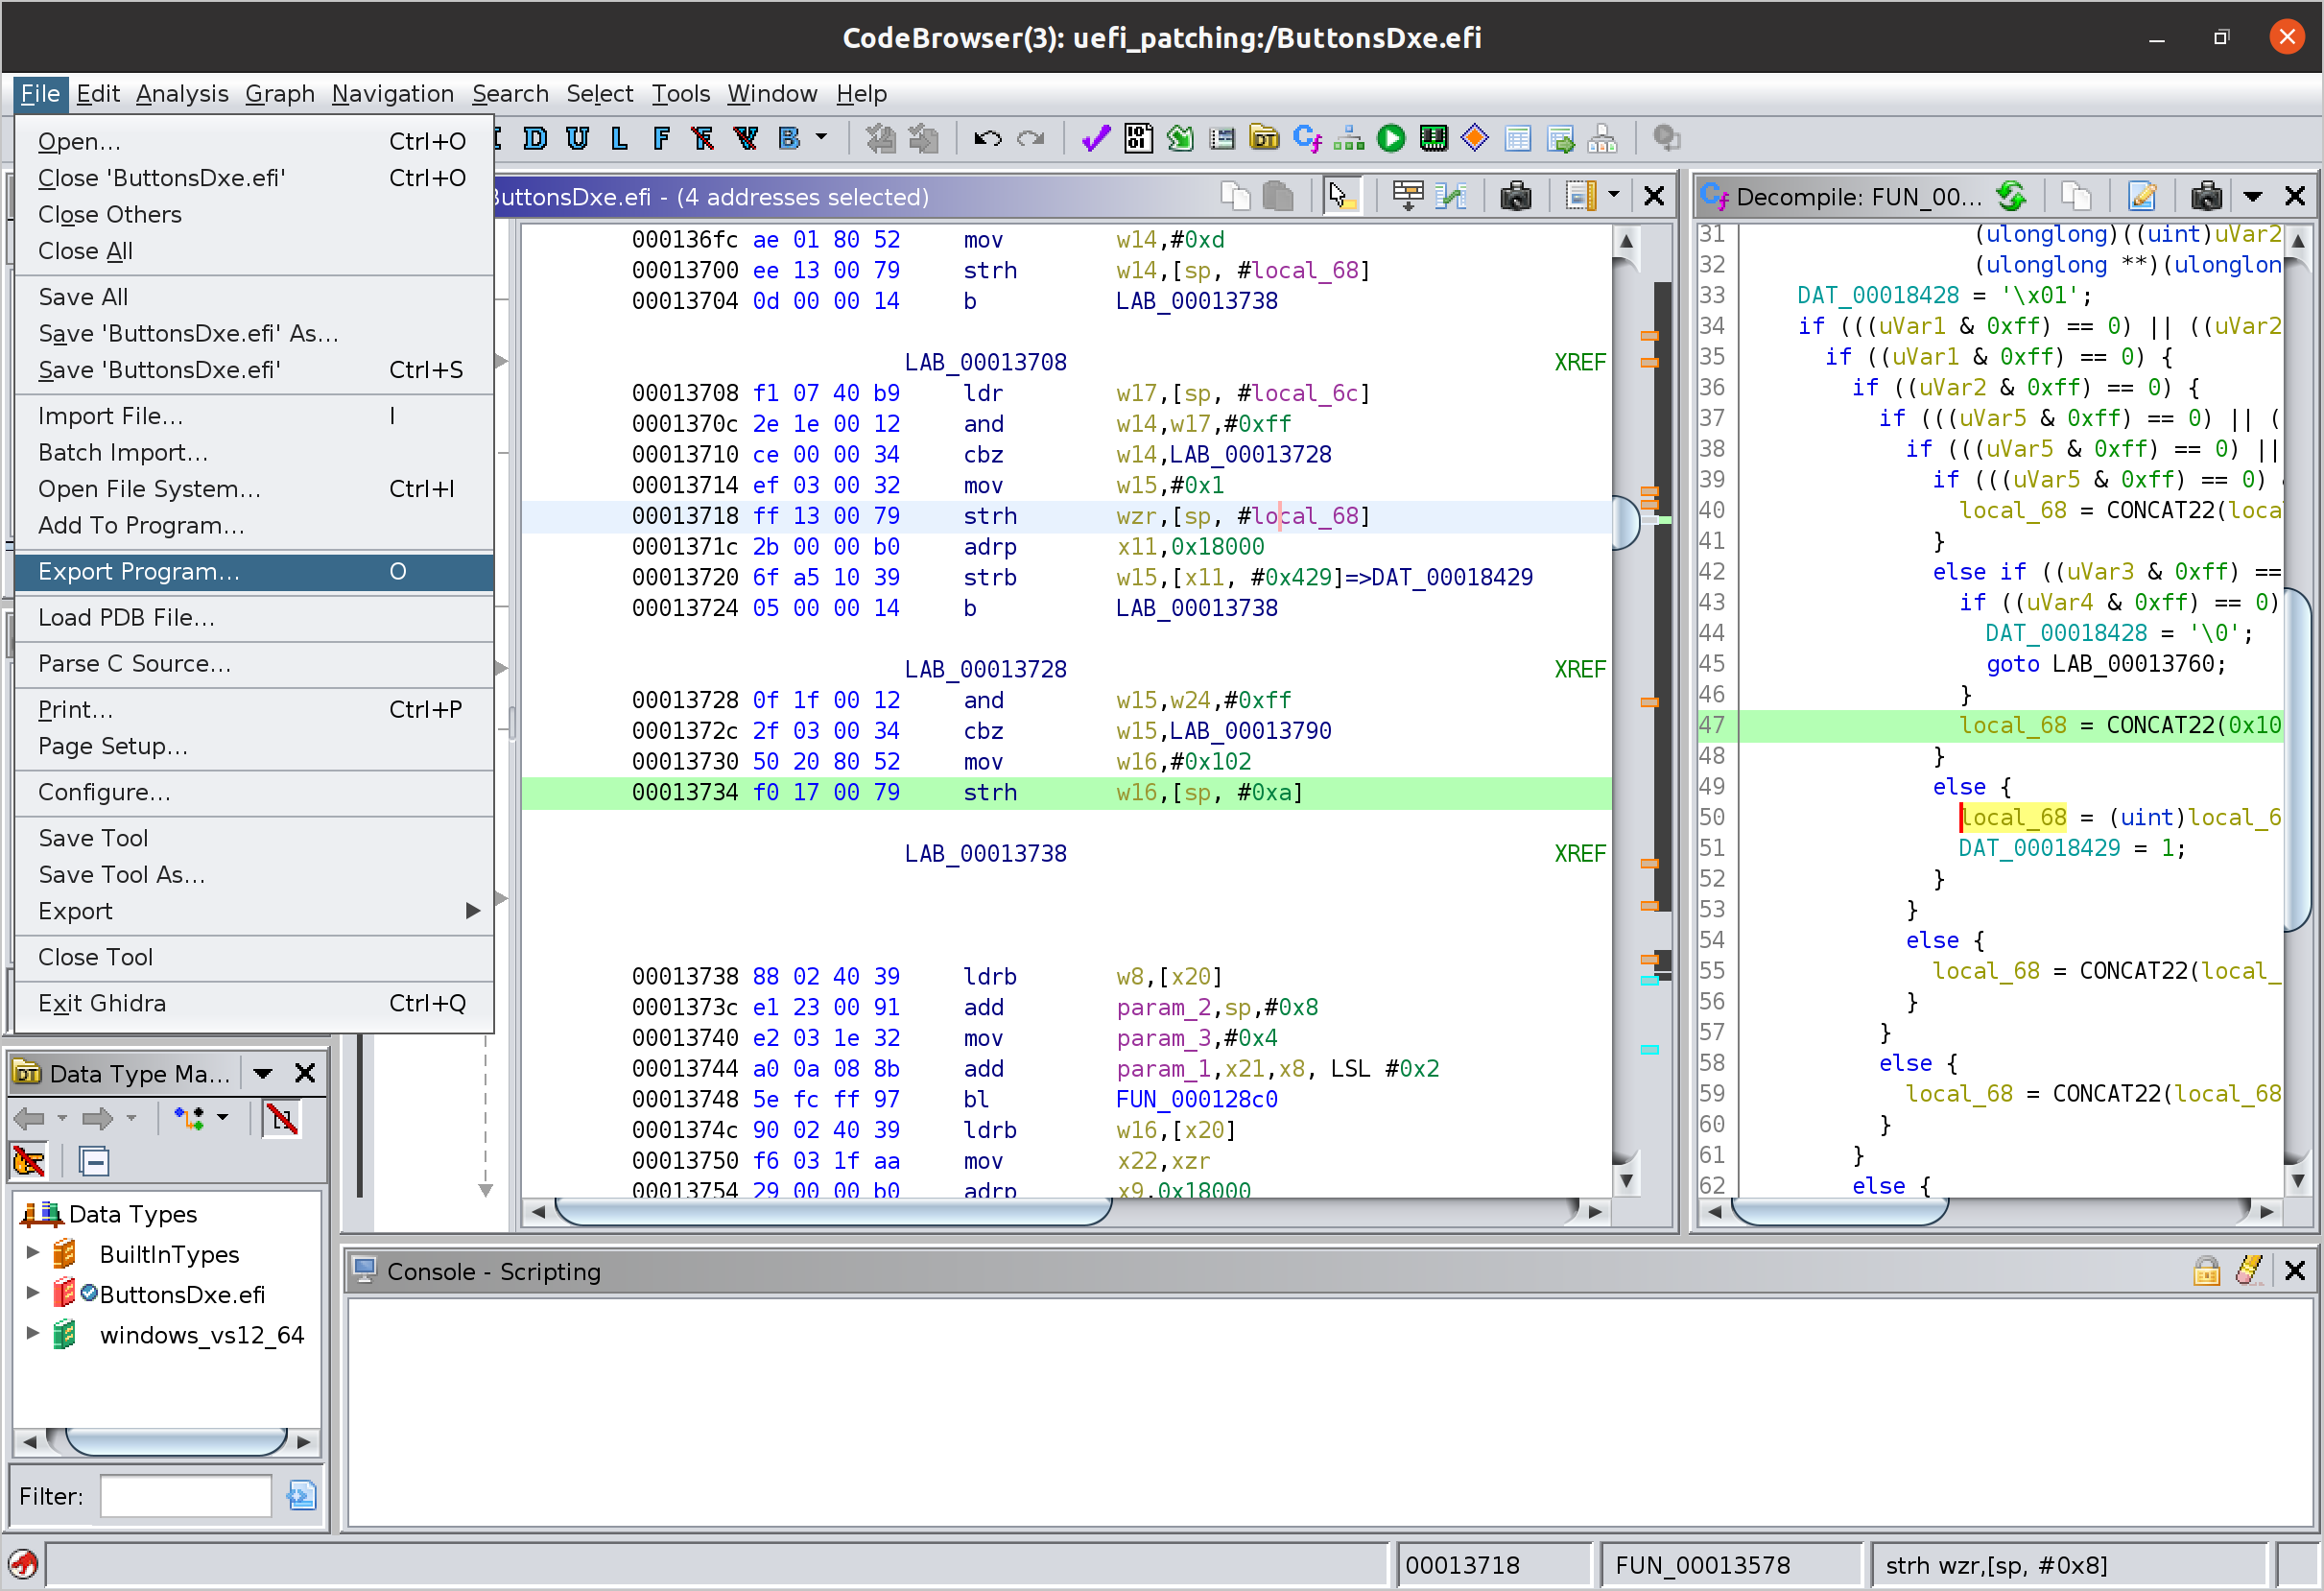 CodeBrowser(3): uefi_patching:/ButtonsDxe.efi
File Edit Analysis Graph Navigation Search Select Tools Window Help
D U L F B
Open... Ctrl+O
Close 'ButtonsDxe.efi' Ctrl+O
Close Others
Close All
Save All
Save 'ButtonsDxe.efi' As...
Save 'ButtonsDxe.efi' Ctrl+S
Import File... I
Batch Import...
Open File System... Ctrl+I
Add To Program...
Export Program... O
Load PDB File...
Parse C Source...
Print... Ctrl+P
Page Setup...
Configure...
Save Tool
Save Tool As...
Export
Close Tool
Exit Ghidra Ctrl+Q
ButtonsDxe.efi - (4 addresses selected)
000136fc ae 01 80 52 mov w14,#0xd
00013700 ee 13 00 79 strh w14,[sp, #local_68]
00013704 0d 00 00 14 b LAB_00013738
LAB_00013708 XREF
00013708 f1 07 40 b9 ldr w17,[sp, #local_6c]
0001370c 2e 1e 00 12 and w14,w17,#0xff
00013710 ce 00 00 34 cbz w14,LAB_00013728
00013714 ef 03 00 32 mov w15,#0x1
00013718 ff 13 00 79 strh wzr,[sp, #local_68]
0001371c 2b 00 00 b0 adrp x11,0x18000
00013720 6f a5 10 39 strb w15,[x11, #0x429]=>DAT_00018429
00013724 05 00 00 14 b LAB_00013738
LAB_00013728 XREF
00013728 0f 1f 00 12 and w15,w24,#0xff
0001372c 2f 03 00 34 cbz w15,LAB_00013790
00013730 50 20 80 52 mov w16,#0x102
00013734 f0 17 00 79 strh w16,[sp, #0xa]
LAB_00013738 XREF
00013738 88 02 40 39 ldrb w8,[x20]
0001373c e1 23 00 91 add param_2,sp,#0x8
00013740 e2 03 1e 32 mov param_3,#0x4
00013744 a0 0a 08 8b add param_1,x21,x8, LSL #0x2
00013748 5e fc ff 97 bl FUN_000128c0
0001374c 90 02 40 39 ldrb w16,[x20]
00013750 f6 03 1f aa mov x22,xzr
00013754 29 00 00 b0 adrp x9,0x18000
Decompile: FUN_00...
31 (ulonglong)((uint)uVar2
32 (ulonglong **)(ulonglon
33 DAT_00018428 = '\x01';
34 if (((uVar1 & 0xff) == 0) || ((uVar2
35 if ((uVar1 & 0xff) == 0) {
36 if ((uVar2 & 0xff) == 0) {
37 if (((uVar5 & 0xff) == 0) || (
38 if (((uVar5 & 0xff) == 0) ||
39 if (((uVar5 & 0xff) == 0)
40 local_68 = CONCAT22(loca
41 }
42 else if ((uVar3 & 0xff) ==
43 if ((uVar4 & 0xff) == 0)
44 DAT_00018428 = '\0';
45 goto LAB_00013760;
46 }
47 local_68 = CONCAT22(0x10
48 }
49 else {
50 local_68 = (uint)local_6
51 DAT_00018429 = 1;
52 }
53 }
54 else {
55 local_68 = CONCAT22(local_
56 }
57 }
58 else {
59 local_68 = CONCAT22(local_68
60 }
61 }
62 else {
Data Type Ma...
Data Types
BuiltInTypes
ButtonsDxe.efi
windows_vs12_64
Filter:
Console - Scripting
00013718 FUN_00013578 strh wzr,[sp, #0x8]